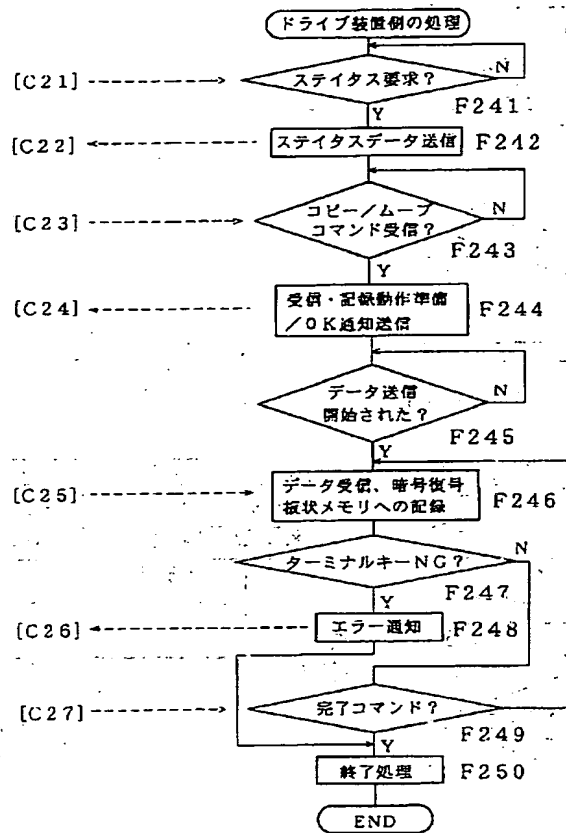 ドライブ装置側の処理
N
[C21]
ステイタス要求？
F241
Y
[C22]
ステイタスデータ送信
F242
[C23]
コピー／ムーブ
コマンド受信？
N
F243
Y
[C24]
受信・記録動作準備
／OK通知送信
F244
データ送信
開始された？
N
F245
Y
[C25]
データ受信、暗号復号
板状メモリへの記録
F246
N
ターミナルキーNG？
F247
Y
[C26]
エラー通知
F248
[C27]
完了コマンド？
F249
Y
終了処理
F250
END